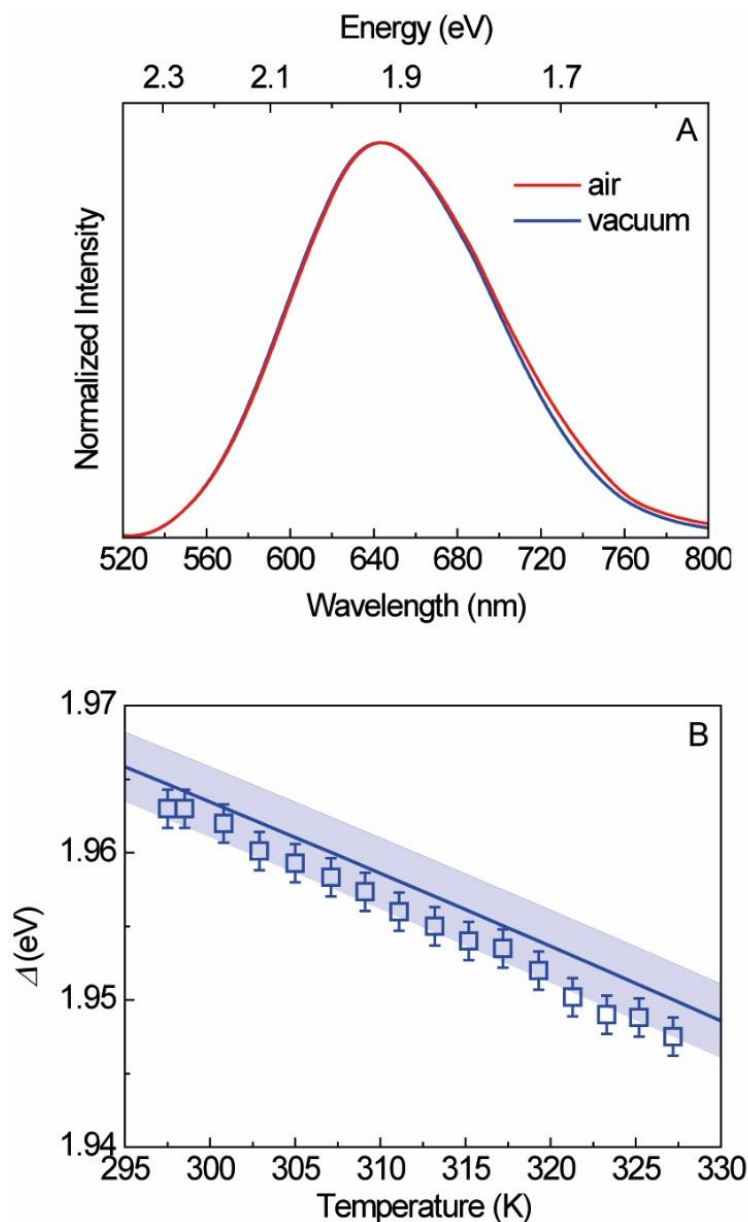 Energy (eV)
2.3 2.1 1.9 1.7
A
air
vacuum
Normalized Intensity
520 560 600 640 680 720 760 800
Wavelength (nm)
1.97
B
1.96
Δ (eV)
1.95
1.94
295 300 305 310 315 320 325 330
Temperature (K)